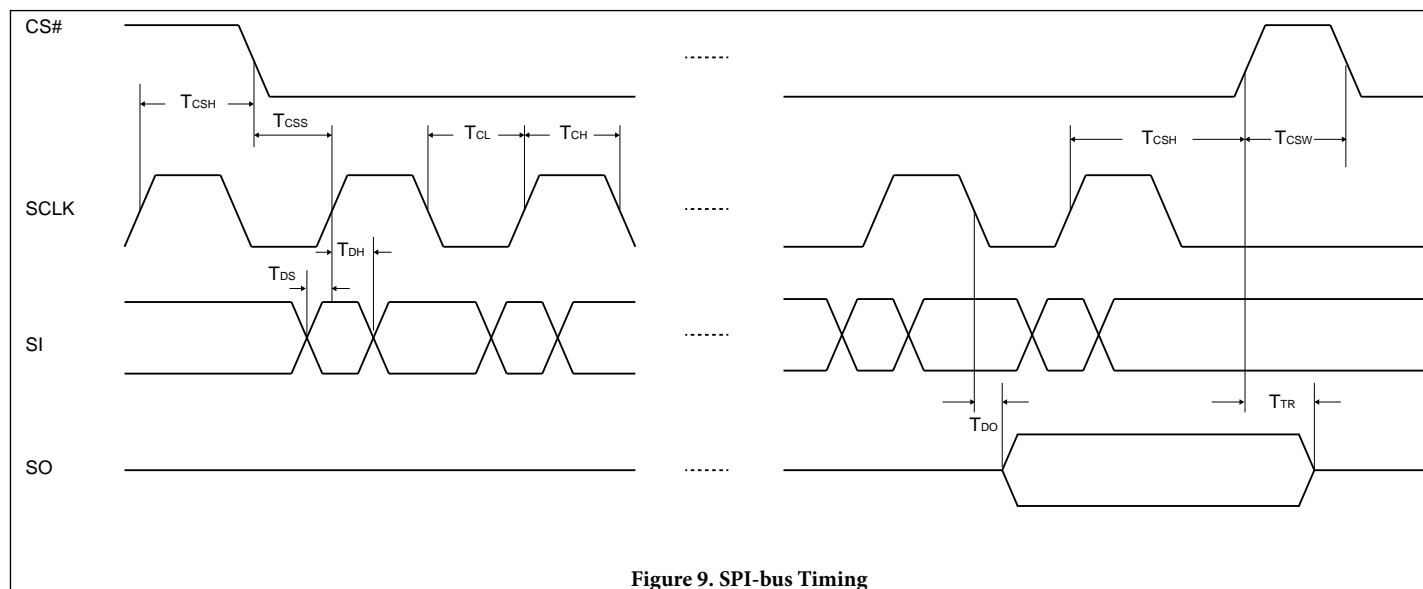 CS#
TCSH
TCSS
TCL
TCH
TCSH
TCSW
SCLK
TDH
TDS
SI
TTR
TDO
SO
Figure 9. SPI-bus Timing